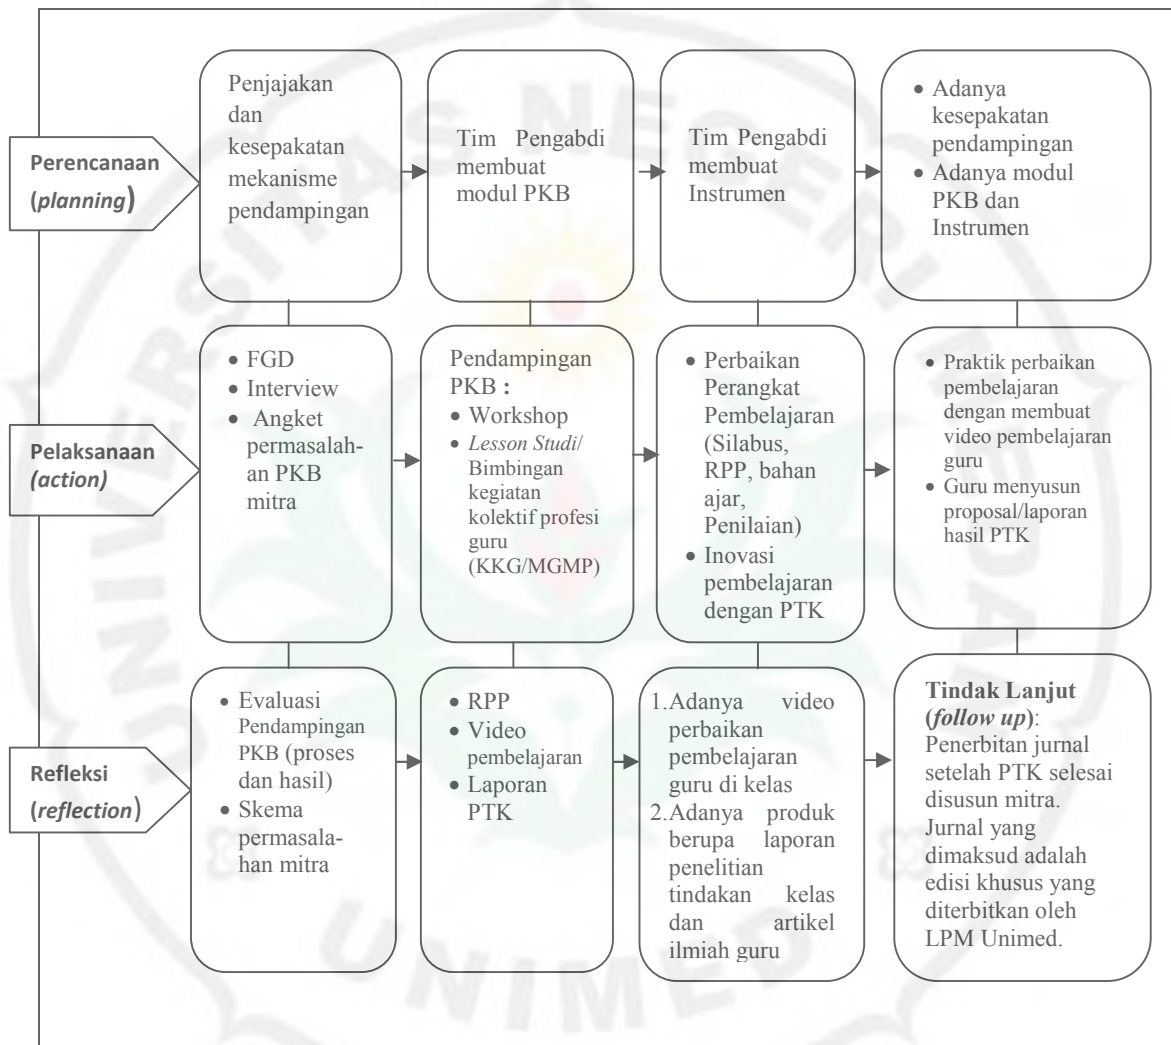 Perencanaan
(planning)
Penjajakan
dan
kesepakatan
mekanisme
pendampingan
Tim Pengabdi
membuat
modul PKB
Tim Pengabdi
membuat
Instrumen
• Adanya
kesepakatan
pendampingan
• Adanya modul
PKB dan
Instrumen
Pelaksanaan
(action)
• FGD
• Interview
• Angket
permasalah-
an PKB
mitra
Pendampingan
PKB :
• Workshop
• Lesson Studi/
Bimbingan
kegiatan
kolektif profesi
guru
(KKG/MGMP)
• Perbaikan
Perangkat
Pembelajaran
(Silabus,
RPP, bahan
ajar,
Penilaian)
• Inovasi
pembelajaran
dengan PTK
• Praktik perbaikan
pembelajaran
dengan membuat
video pembelajaran
guru
• Guru menyusun
proposal/laporan
hasil PTK
Refleksi
(reflection)
• Evaluasi
Pendampingan
PKB (proses
dan hasil)
• Skema
permasala-
han mitra
• RPP
• Video
pembelajaran
• Laporan
PTK
1. Adanya video
perbaikan
pembelajaran
guru di kelas
2. Adanya produk
berupa laporan
penelitian
tindakan kelas
dan artikel
ilmiah guru
Tindak Lanjut
(follow up):
Penerbitan jurnal
setelah PTK selesai
disusun mitra.
Jurnal yang
dimaksud adalah
edisi khusus yang
diterbitkan oleh
LPM Unimed.
UNIVERSITAS NEGERI MEDAN
UNIMED